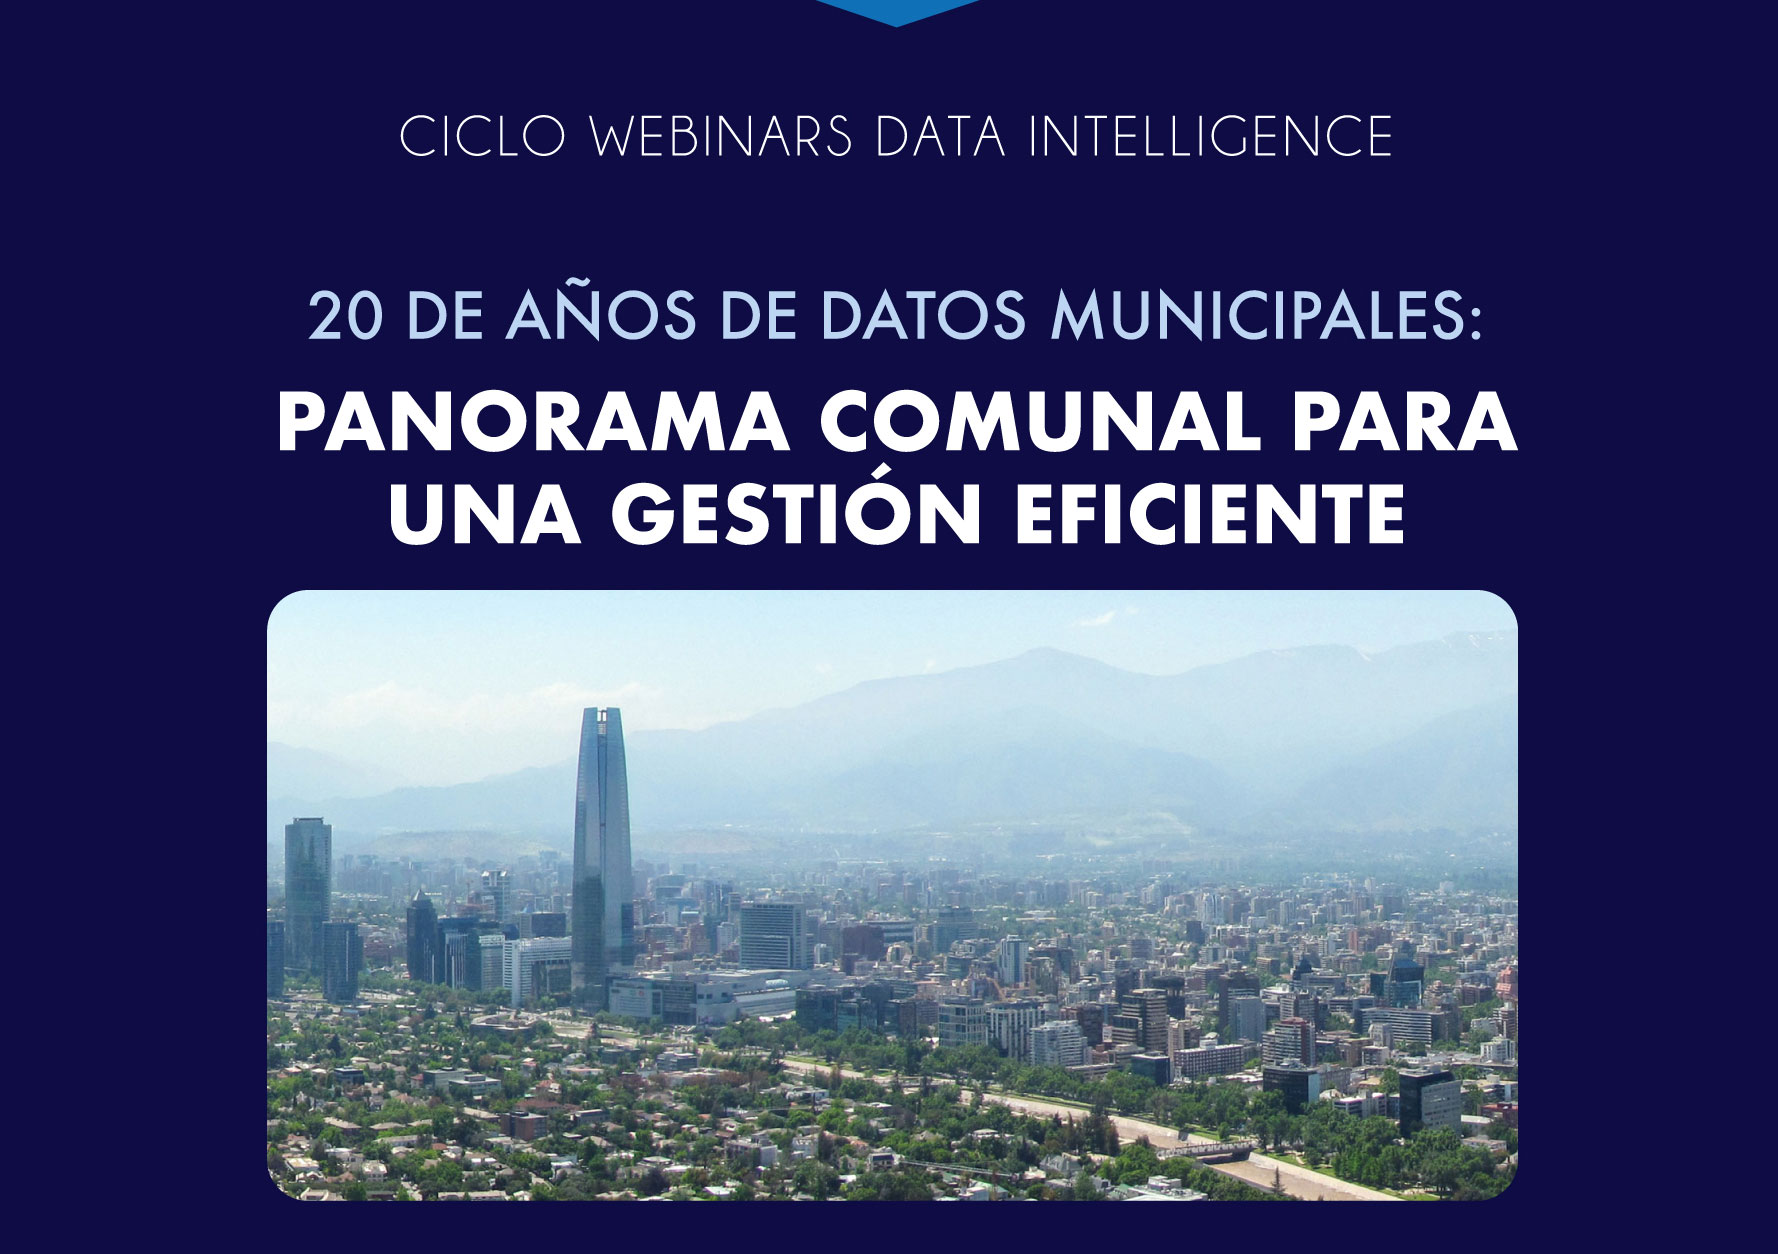 CICLO WEBINARS DATA INTELLIGENCE
20 DE AÑOS DE DATOS MUNICIPALES:
PANORAMA COMUNAL PARA
UNA GESTIÓN EFICIENTE